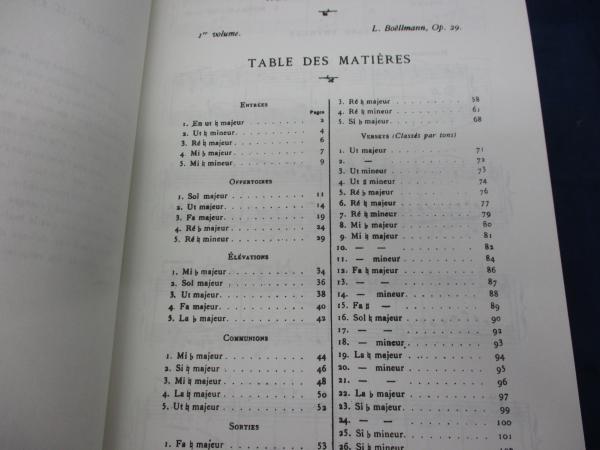 1er volume.
L. Boëllmann, Op. 29.
TABLE DES MATIÈRES
ENTRÉES
Pages
1. En ut ♮ majeur . . . . . . . . 2
2. Ut ♮ mineur. . . . . . . . . . 4
3. Ré ♮ majeur . . . . . . . . . 6
4. Mi ♭ majeur. . . . . . . . . . 7
5. Mi ♮ mineur . . . . . . . . . 9
OFFERTOIRES
1. Sol majeur . . . . . . . . . . 11
2. Ut majeur . . . . . . . . . . 14
3. Fa majeur . . . . . . . . . . 19
4. Ré ♭ majeur . . . . . . . . . 24
5. Ré ♮ mineur . . . . . . . . . 29
ÉLÉVATIONS
1. Mi ♭ majeur . . . . . . . . . 34
2. Sol majeur . . . . . . . . . . 36
3. Ut majeur . . . . . . . . . . 38
4. Fa majeur . . . . . . . . . . 40
5. La ♭ majeur . . . . . . . . . 42
COMMUNIONS
1. Mi ♭ majeur . . . . . . . . . 44
2. Si ♮ majeur . . . . . . . . . 46
3. Mi ♮ majeur . . . . . . . . . 48
4. La ♮ majeur . . . . . . . . . 50
5. Ut ♮ majeur . . . . . . . . . 52
SORTIES
1. Fa ♮ majeur . . . . . . . . . 53
3. Ré ♮ majeur . . . . . . . . . 58
4. Ré ♮ mineur . . . . . . . . . 61
5. Si ♭ majeur . . . . . . . . . 68
VERSETS (Classés par tons)
1. Ut majeur . . . . . . . . . . 71
2. — . . . . . . . . . . 72
3. Ut mineur . . . . . . . . . . 73
4. Ut ♯ mineur . . . . . . . . . 74
5. Ré ♭ majeur . . . . . . . . . 76
6. Ré ♮ majeur . . . . . . . . . 77
7. Ré ♮ mineur . . . . . . . . . 79
8. Mi ♭ majeur . . . . . . . . . 80
9. Mi ♮ majeur . . . . . . . . . 81
10. — — . . . . . . . . . 82
11. — mineur . . . . . . . . . 84
12. Fa ♮ majeur . . . . . . . . . 86
13. — — . . . . . . . . . 87
14. — mineur . . . . . . . . . 88
15. Fa ♯ — . . . . . . . . . 89
16. Sol ♮ majeur . . . . . . . . 90
17. — — . . . . . . . . . 92
18. — mineur . . . . . . . . . 93
19. La ♮ majeur . . . . . . . . . 94
20. — mineur . . . . . . . . . 95
21. — — . . . . . . . . . 96
22. La ♭ majeur . . . . . . . . . 97
23. Si ♭ majeur . . . . . . . . . 99
24. — — . . . . . . . . . 100
25. Si ♭ mineur . . . . . . . . . 101
26. Si ♮ mineur